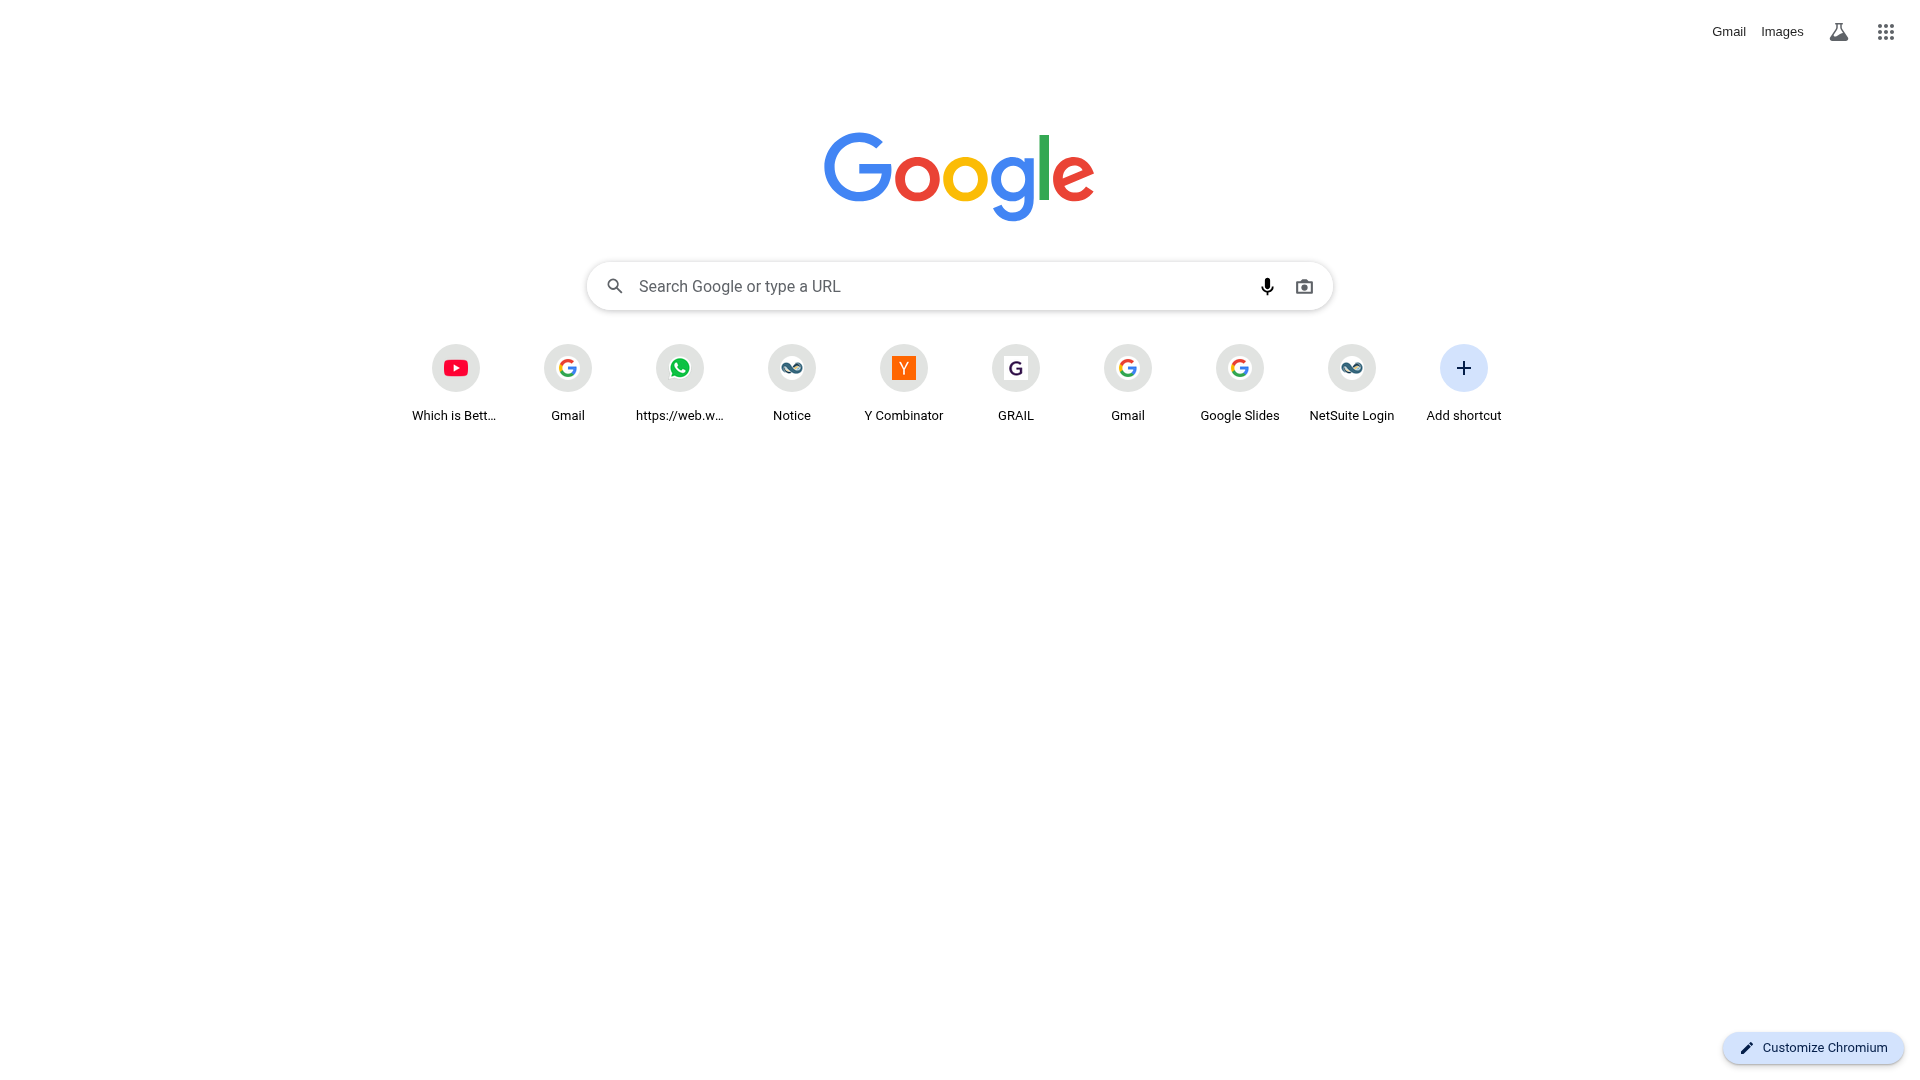 Gmail Images
Google
Search Google or type a URL
Which is Bett... Gmail https://web.w... Notice Y Combinator GRAIL Gmail Google Slides NetSuite Login Add shortcut
Customize Chromium